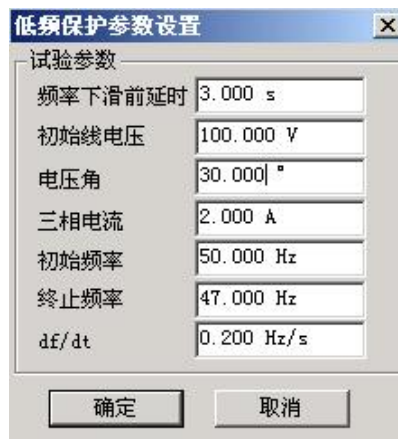 低频保护参数设置
试验参数
频率下滑前延时 3.000 s
初始线电压 100.000 V
电压角 30.000 °
三相电流 2.000 A
初始频率 50.000 Hz
终止频率 47.000 Hz
df/dt 0.200 Hz/s
确定 取消